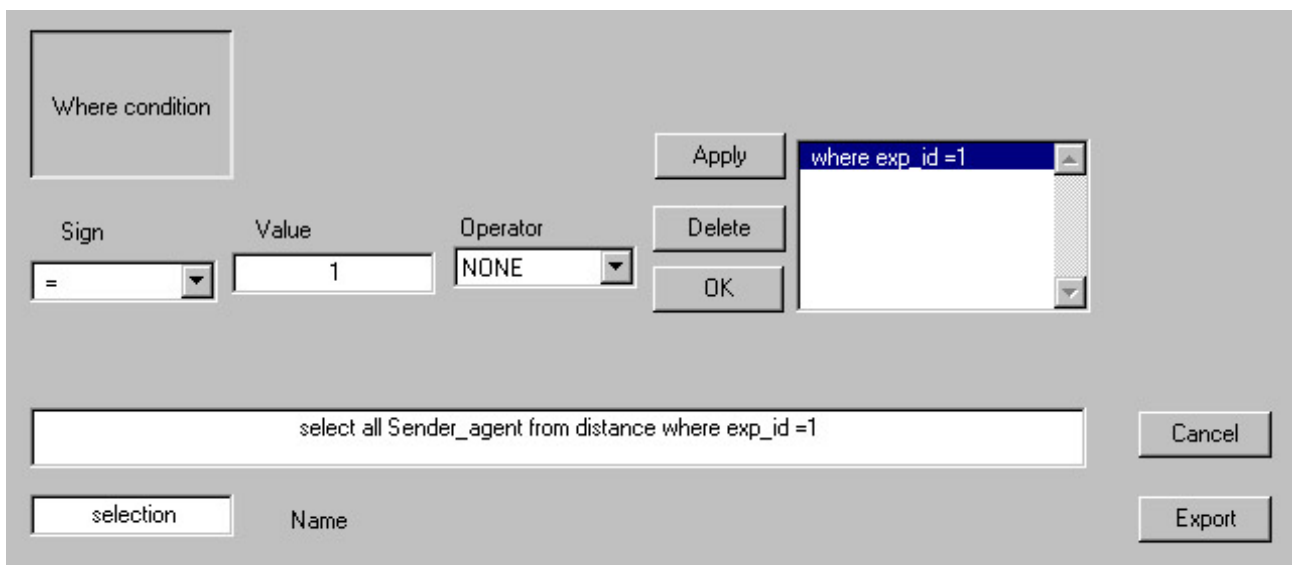 Where condition
Apply
where exp_id =1
Sign
Value
Operator
Delete
=
1
NONE
OK
select all Sender_agent from distance where exp_id =1
Cancel
selection
Name
Export